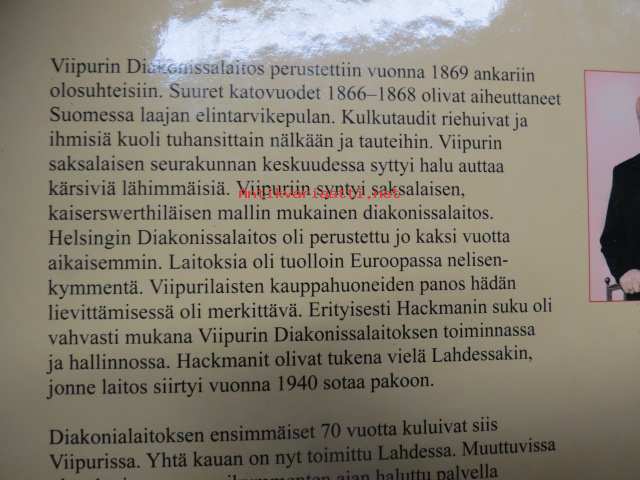 Viipurin Diakonissalaitos perustettiin vuonna 1869 ankariin
olosuhteisiin. Suuret katovuodet 1866–1868 olivat aiheuttaneet
Suomessa laajan elintarvikepulan. Kulkutaudit riehuivat ja
ihmisiä kuoli tuhansittain nälkään ja tauteihin. Viipurin
saksalaisen seurakunnan keskuudessa syttyi halu auttaa
kärsiviä lähimmäisiä. Viipuriin syntyi saksalaisen,
kaiserswerthiläisen mallin mukainen diakonissalaitos.
Helsingin Diakonissalaitos oli perustettu jo kaksi vuotta
aikaisemmin. Laitoksia oli tuolloin Euroopassa nelisen-
kymmentä. Viipurilaisten kauppahuoneiden panos hädän
lievittämisessä oli merkittävä. Erityisesti Hackmanin suku oli
vahvasti mukana Viipurin Diakonissalaitoksen toiminnassa
ja hallinnossa. Hackmanit olivat tukena vielä Lahdessakin,
jonne laitos siirtyi vuonna 1940 sotaa pakoon.
Diakonialaitoksen ensimmäiset 70 vuotta kuluivat siis
Viipurissa. Yhtä kauan on nyt toimittu Lahdessa. Muuttuvissa
ajan haluttu palvella